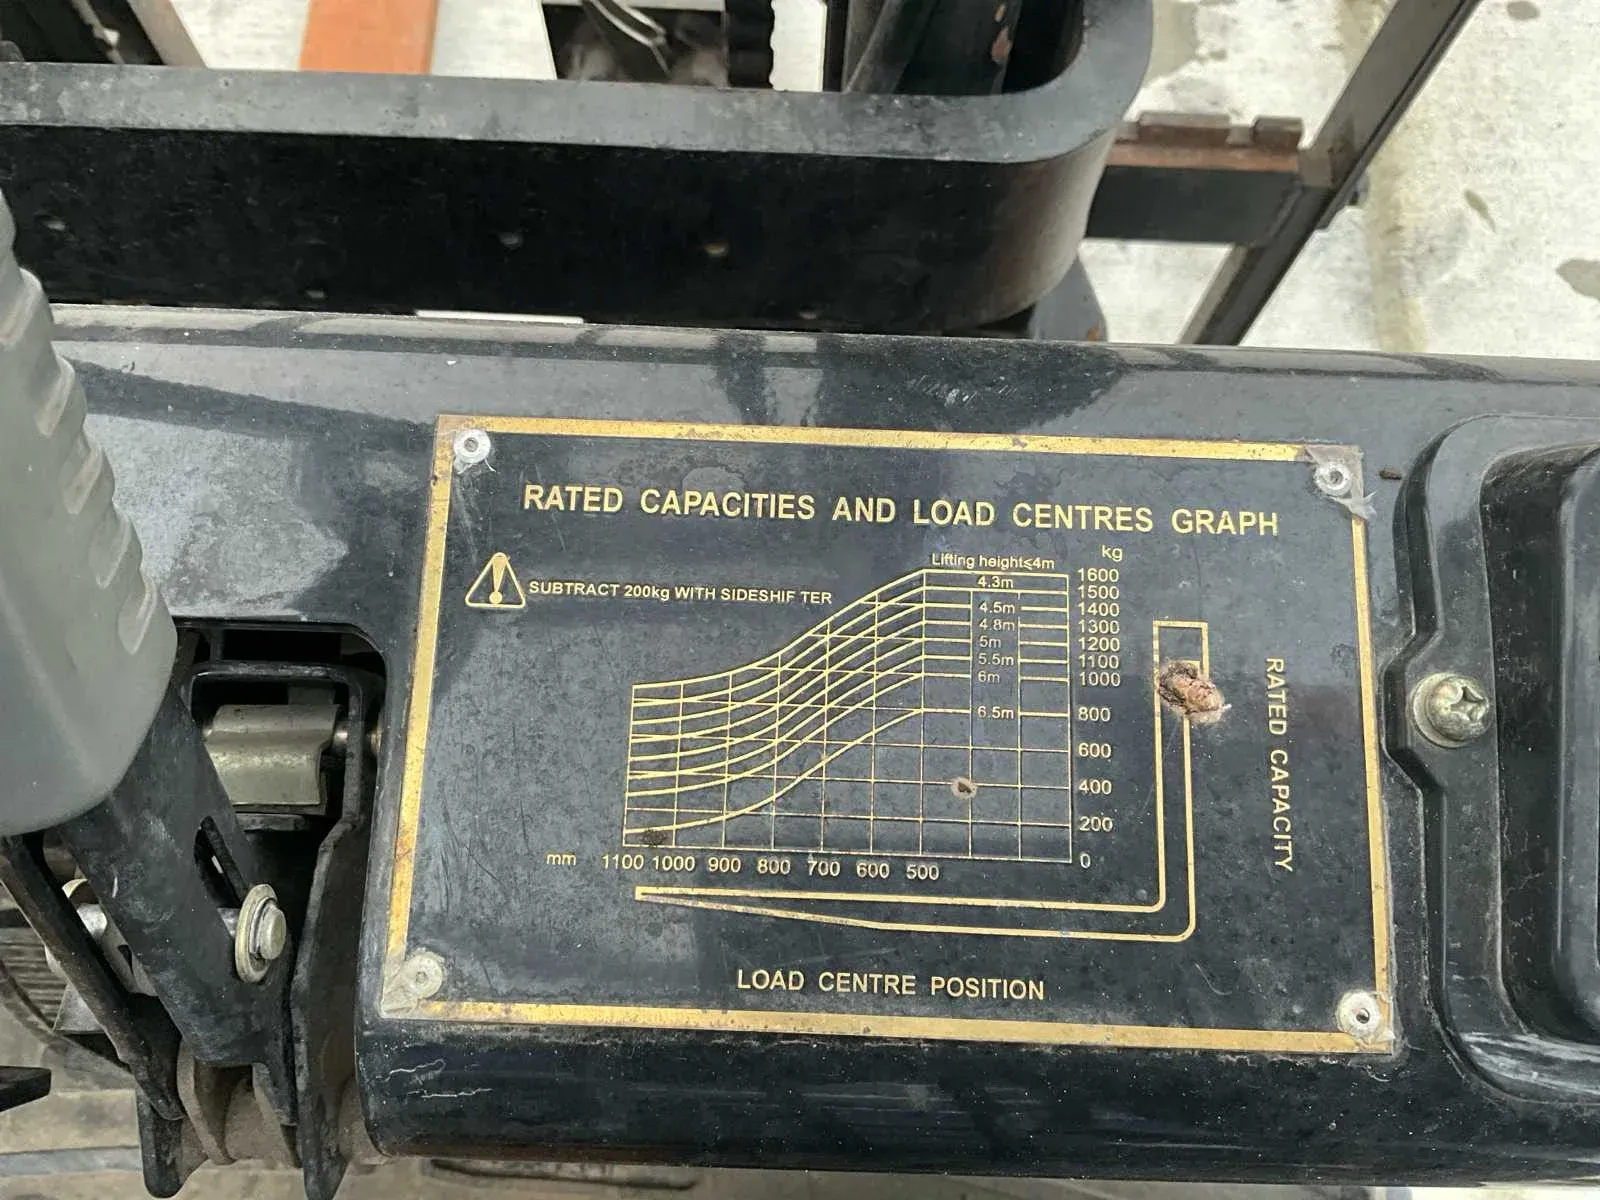 RATED CAPACITIES AND LOAD CENTRES GRAPH
kg
Lifting height≤4m
1600
4.3m
1500
SUBTRACT 200kg WITH SIDESHIF TER
4.5m
1400
4.8m
1300
5m
1200
5.5m
1100
6m
1000
6.5m
800
600
400
200
0
mm 1100 1000 900 800 700 600 500
RATED CAPACITY
LOAD CENTRE POSITION